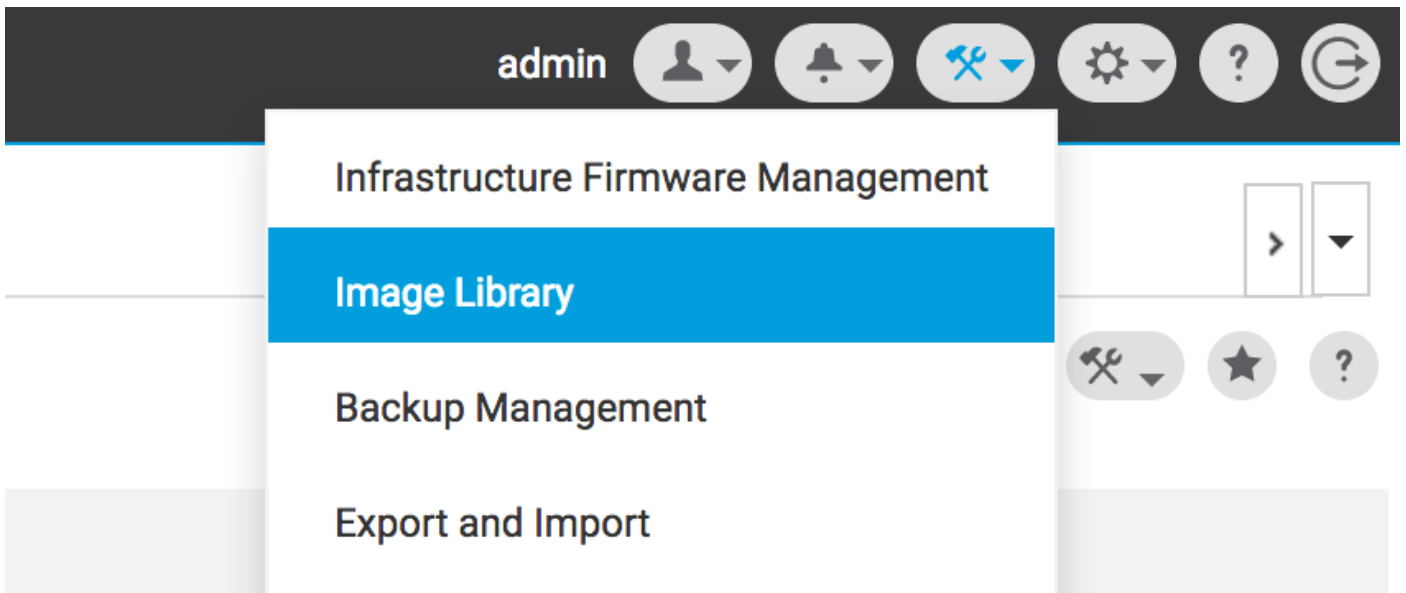 admin
Infrastructure Firmware Management
Image Library
Backup Management
Export and Import